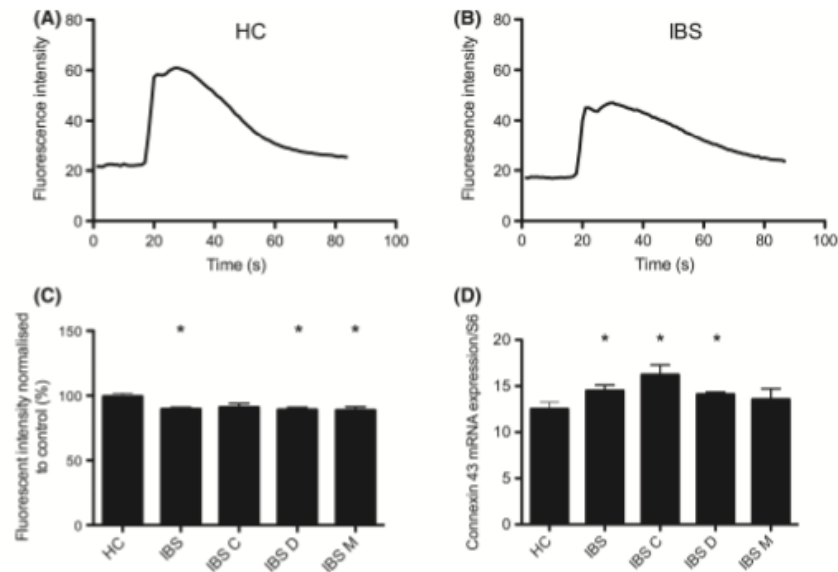 (A)
HC
Fluorescence intensity
80
60
40
20
0
0 20 40 60 80 100
Time (s)
(B)
IBS
Fluorescence intensity
80
60
40
20
0
0 20 40 60 80 100
Time (s)
(C)
Fluorescent intensity normalised
to control (%)
150
100
50
0
* * *
HC IBS IBS C IBS D IBS M
(D)
Connexin 43 mRNA expression/S6
20
15
10
5
0
* * *
HC IBS IBS C IBS D IBS M